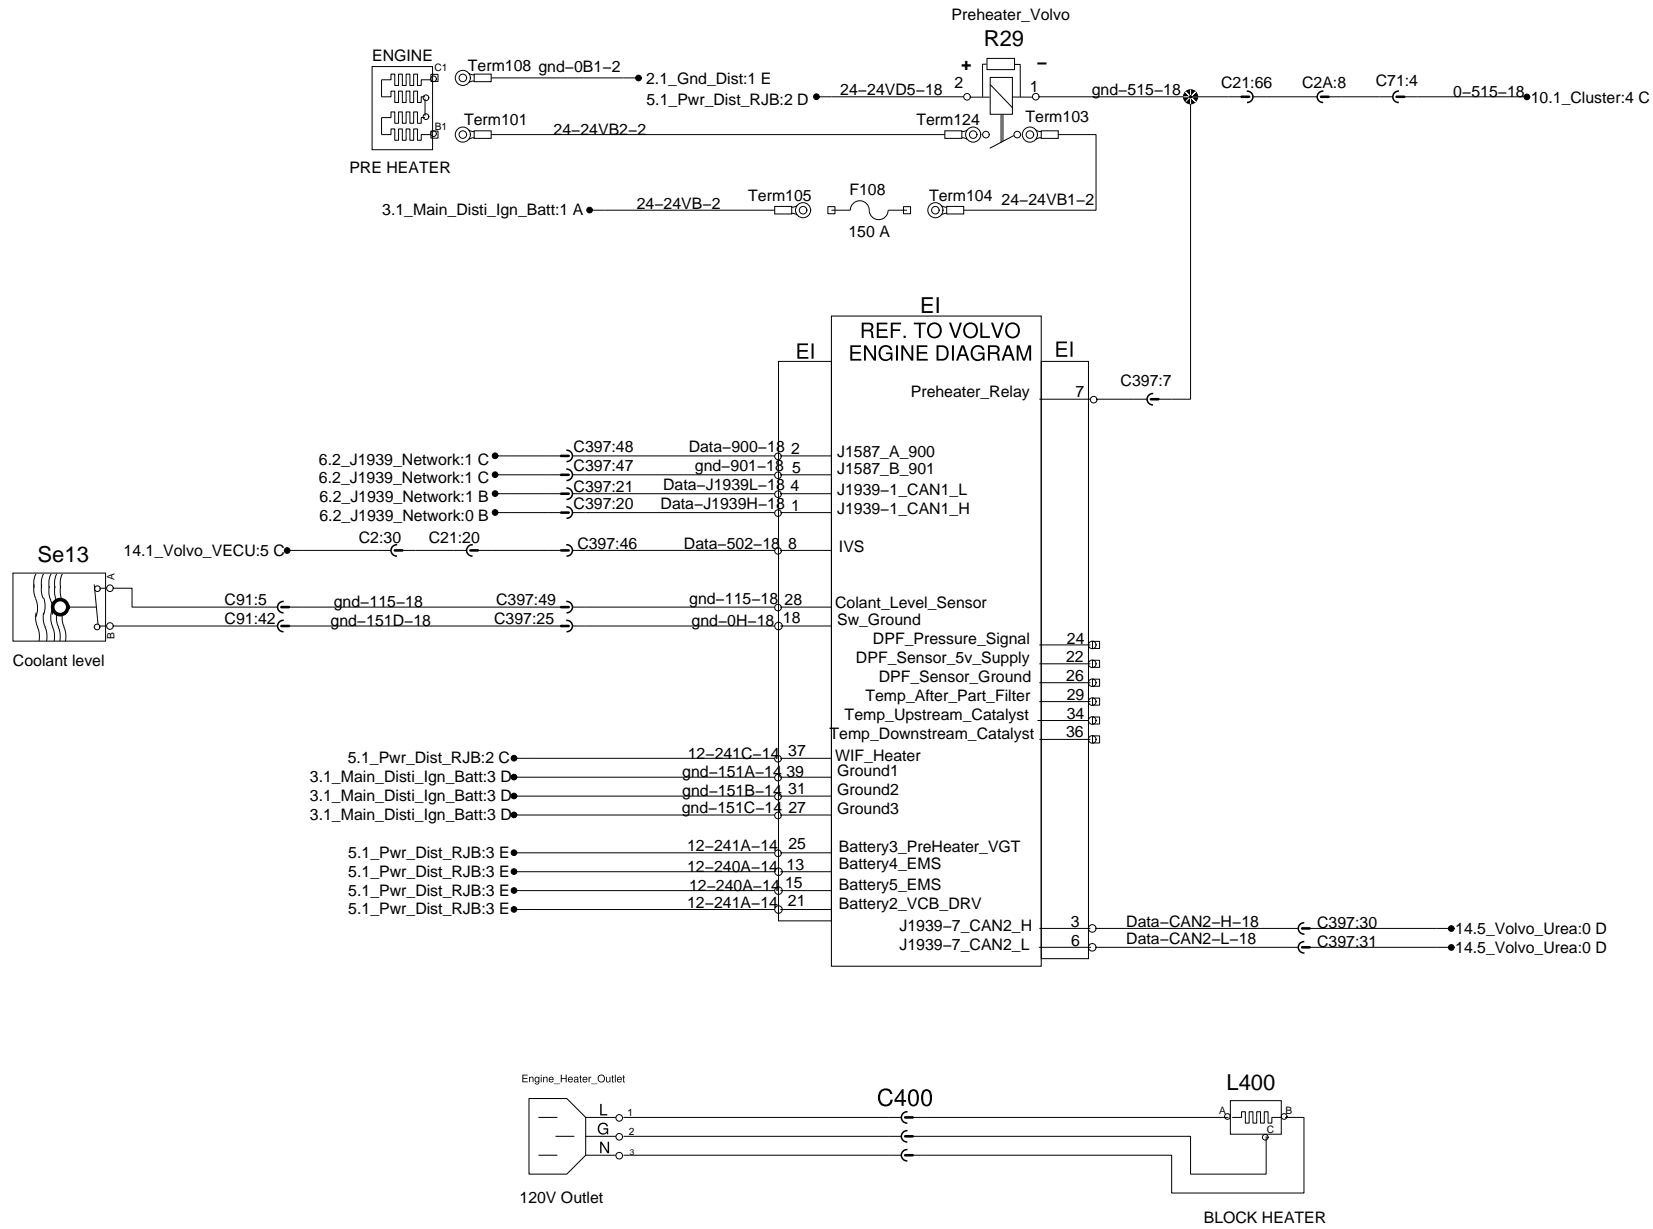 Preheater_Volvo
R29
+ −
ENGINE
C1
Term108 gnd−0B1−2
2.1_Gnd_Dist:1 E
5.1_Pwr_Dist_RJB:2 D
24−24VD5−18 2
1 gnd−515−18
C21:66 C2A:8 C71:4
0−515−18
10.1_Cluster:4 C
B1
Term101
24−24VB2−2
Term124 Term103
PRE HEATER
3.1_Main_Disti_Ign_Batt:1 A
24−24VB−2
Term105
F108
150 A
Term104
24−24VB1−2
EI
REF. TO VOLVO
ENGINE DIAGRAM
EI
EI
Preheater_Relay 7
C397:7
6.2_J1939_Network:1 C C397:48 Data−900−18 2 J1587_A_900
6.2_J1939_Network:1 C C397:47 gnd−901−18 5 J1587_B_901
6.2_J1939_Network:1 B C397:21 Data−J1939L−18 4 J1939−1_CAN1_L
6.2_J1939_Network:0 B C397:20 Data−J1939H−18 1 J1939−1_CAN1_H
14.1_Volvo_VECU:5 C C2:30 C21:20 C397:46 Data−502−18 8 IVS
Se13
A
C91:5 gnd−115−18 C397:49 gnd−115−18 28 Colant_Level_Sensor
B
C91:42 gnd−151D−18 C397:25 gnd−0H−18 18 Sw_Ground
Coolant level
DPF_Pressure_Signal 24
DPF_Sensor_5v_Supply 22
DPF_Sensor_Ground 26
Temp_After_Part_Filter 29
Temp_Upstream_Catalyst 34
Temp_Downstream_Catalyst 36
5.1_Pwr_Dist_RJB:2 C 12−241C−14 37 WIF_Heater
3.1_Main_Disti_Ign_Batt:3 D gnd−151A−14 39 Ground1
3.1_Main_Disti_Ign_Batt:3 D gnd−151B−14 31 Ground2
3.1_Main_Disti_Ign_Batt:3 D gnd−151C−14 27 Ground3
5.1_Pwr_Dist_RJB:3 E 12−241A−14 25 Battery3_PreHeater_VGT
5.1_Pwr_Dist_RJB:3 E 12−240A−14 13 Battery4_EMS
5.1_Pwr_Dist_RJB:3 E 12−240A−14 15 Battery5_EMS
5.1_Pwr_Dist_RJB:3 E 12−241A−14 21 Battery2_VCB_DRV
J1939−7_CAN2_H 3 Data−CAN2−H−18 C397:30 14.5_Volvo_Urea:0 D
J1939−7_CAN2_L 6 Data−CAN2−L−18 C397:31 14.5_Volvo_Urea:0 D
Engine_Heater_Outlet
L 1
G 2
N 3
120V Outlet
C400
L400
A B
C
BLOCK HEATER